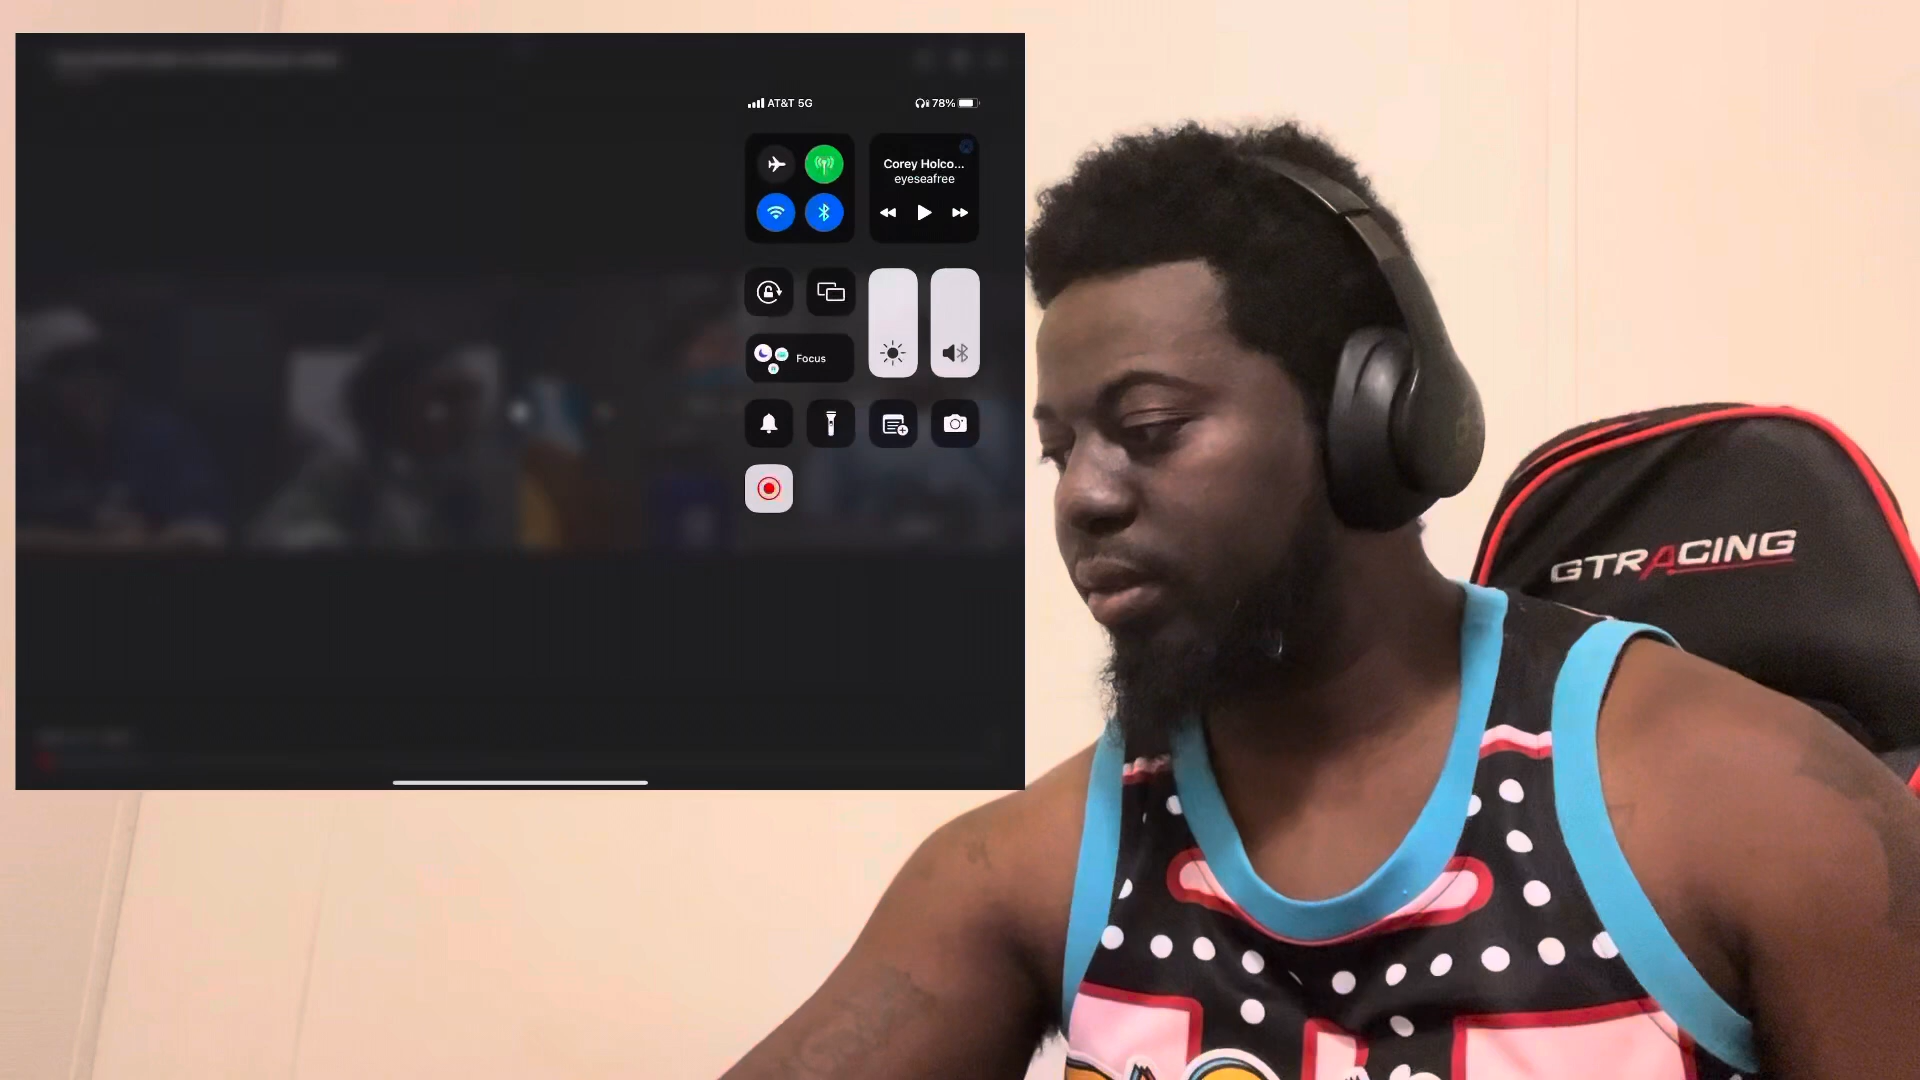 AT&T 5G
78%
Corey Holco...
eyeseafree
Focus
GTRACING